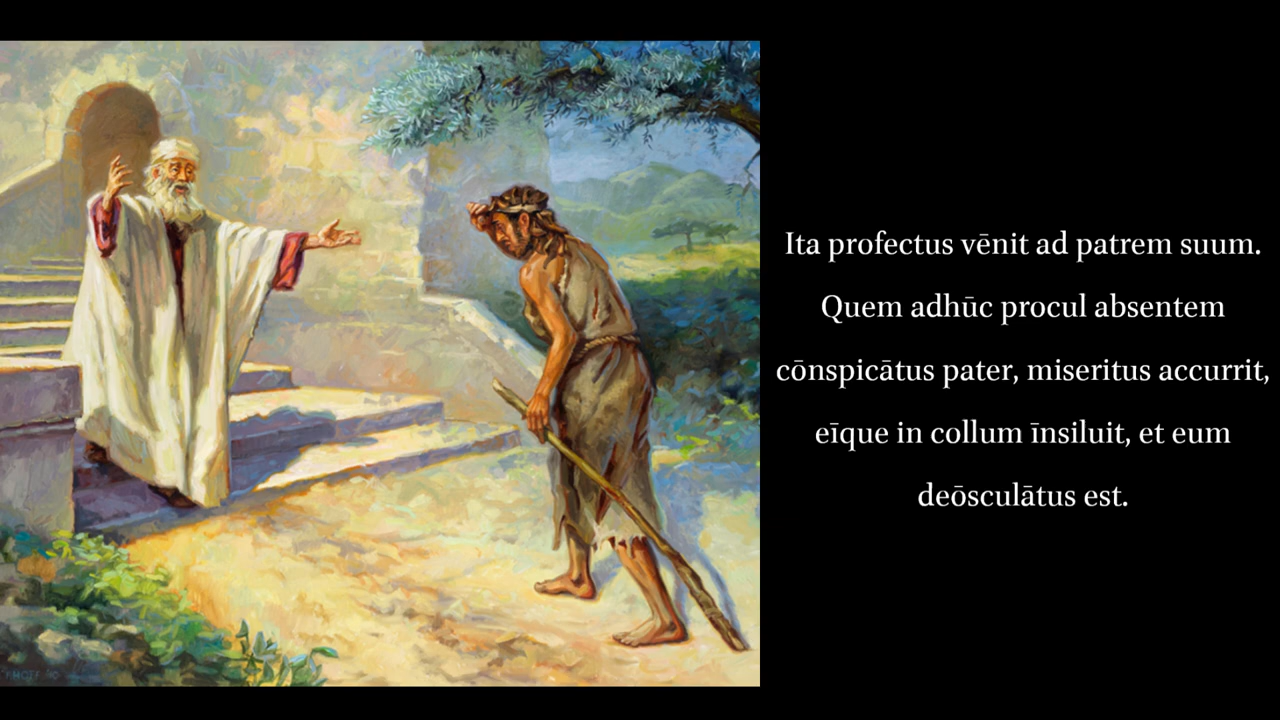 Ita profectus vēnit ad patrem suum.
Quem adhūc procul absentem
cōnspicātus pater, miseritus accurrit,
eīque in collum īnsiluit, et eum
deōsculātus est.